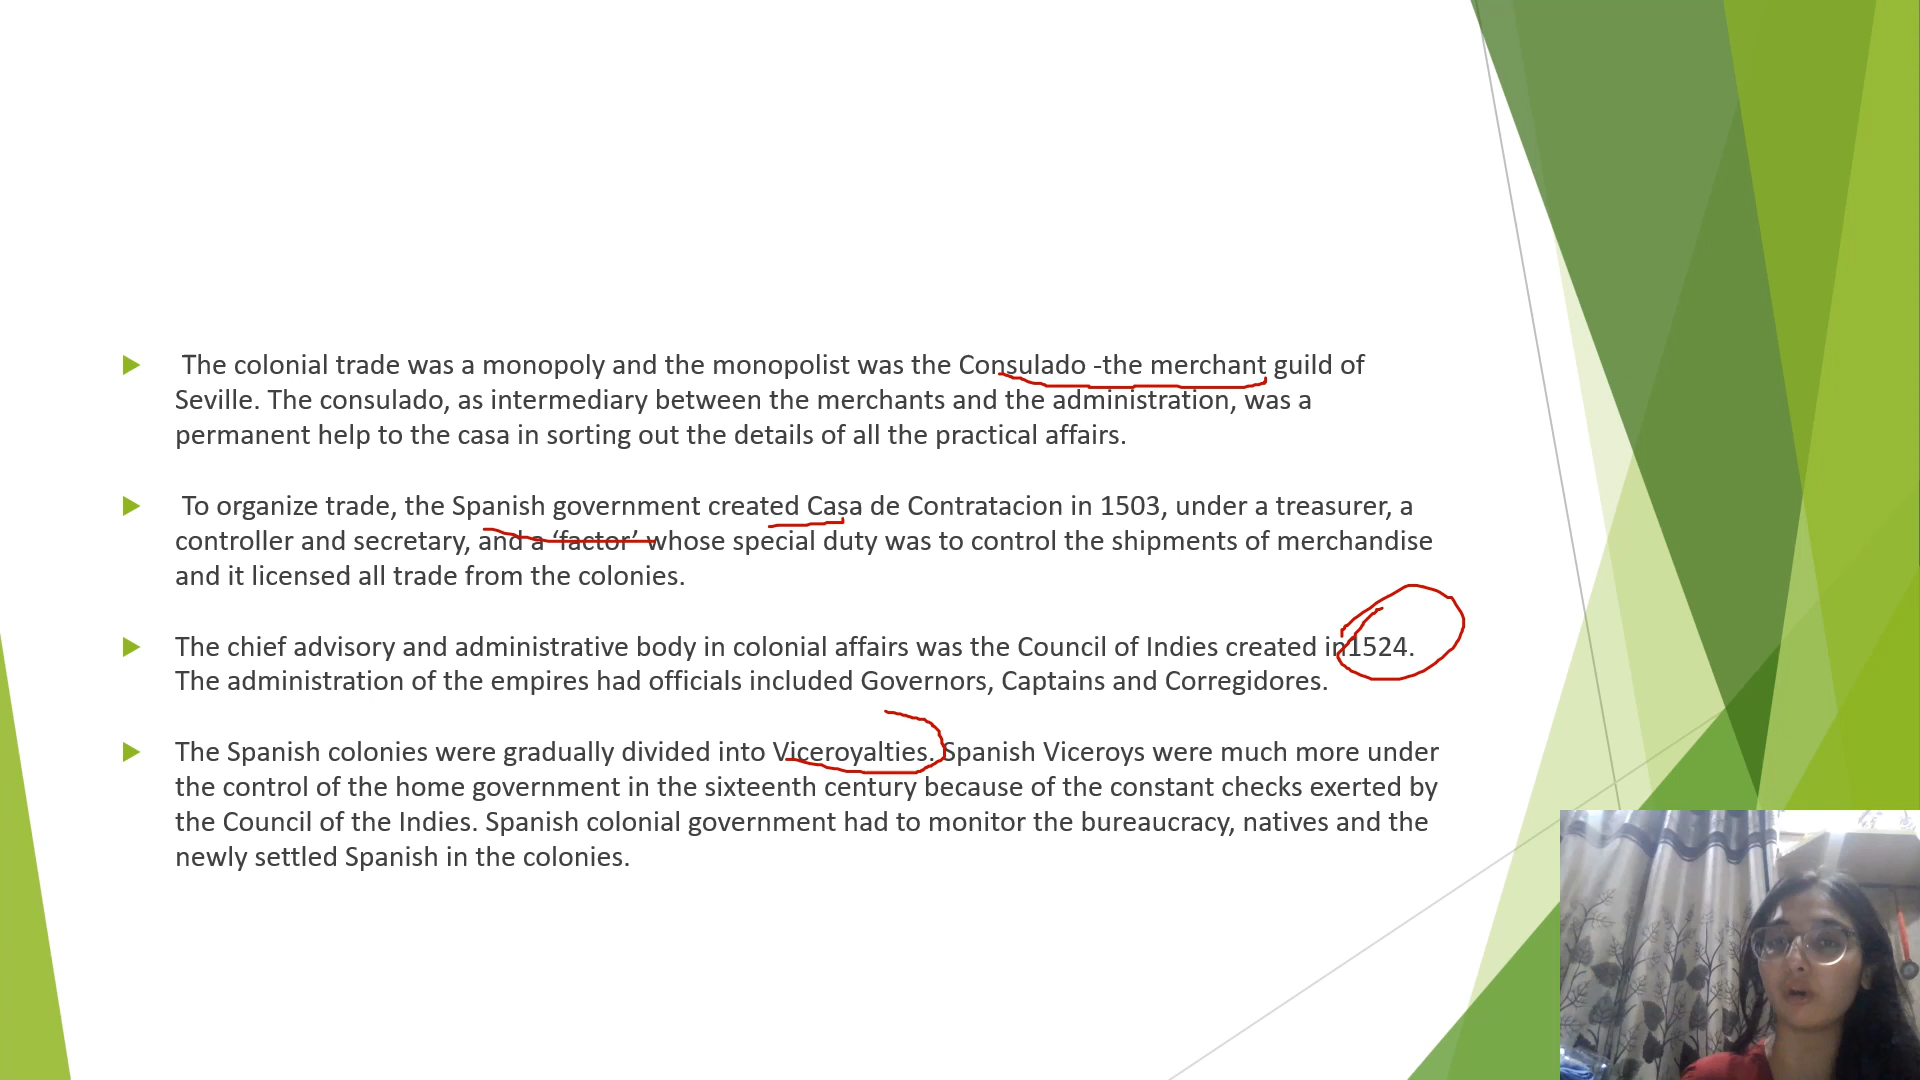 The colonial trade was a monopoly and the monopolist was the Consulado -the merchant guild of
Seville. The consulado, as intermediary between the merchants and the administration, was a
permanent help to the casa in sorting out the details of all the practical affairs.
To organize trade, the Spanish government created Casa de Contratacion in 1503, under a treasurer, a
controller and secretary, and a ‘factor’ whose special duty was to control the shipments of merchandise
and it licensed all trade from the colonies.
The chief advisory and administrative body in colonial affairs was the Council of Indies created in1524.
The administration of the empires had officials included Governors, Captains and Corregidores.
The Spanish colonies were gradually divided into Viceroyalties. Spanish Viceroys were much more under
the control of the home government in the sixteenth century because of the constant checks exerted by
the Council of the Indies. Spanish colonial government had to monitor the bureaucracy, natives and the
newly settled Spanish in the colonies.